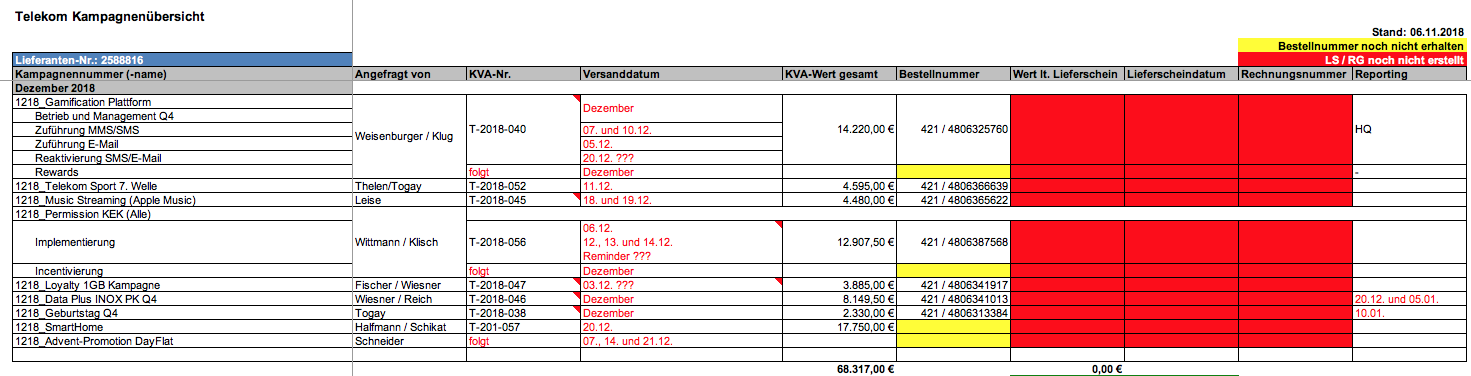 Telekom Kampagnenübersicht
Stand: 06.11.2018
Bestellnummer noch nicht erhalten
Lieferanten-Nr.: 2588816 LS / RG noch nicht erstellt
Kampagnennummer (-name) Angefragt von KVA-Nr. Versanddatum KVA-Wert gesamt Bestellnummer Wert lt. Lieferschein Lieferscheindatum Rechnungsnummer Reporting
Dezember 2018
1218_Gamification Plattform
Dezember
Betrieb und Management Q4
Weisenburger / Klug T-2018-040 14.220,00 € 421 / 4806325760 HQ
Zuführung MMS/SMS 07. und 10.12.
Zuführung E-Mail 05.12.
Reaktivierung SMS/E-Mail 20.12. ???
Rewards folgt Dezember -
1218_Telekom Sport 7. Welle Thelen/Togay T-2018-052 11.12. 4.595,00 € 421 / 4806366639
1218_Music Streaming (Apple Music) Leise T-2018-045 18. und 19.12. 4.480,00 € 421 / 4806365622
1218_Permission KEK (Alle)
06.12.
Implementierung Wittmann / Klisch T-2018-056 12., 13. und 14.12. 12.907,50 € 421 / 4806387568
Reminder ???
Incentivierung folgt Dezember
1218_Loyalty 1GB Kampagne Fischer / Wiesner T-2018-047 03.12. ??? 3.885,00 € 421 / 4806341917
1218_Data Plus INOX PK Q4 Wiesner / Reich T-2018-046 Dezember 8.149,50 € 421 / 4806341013 20.12. und 05.01.
1218_Geburtstag Q4 Togay T-2018-038 Dezember 2.330,00 € 421 / 4806313384 10.01.
1218_SmartHome Halfmann / Schikat T-201-057 20.12. 17.750,00 €
1218_Advent-Promotion DayFlat Schneider folgt 07., 14. und 21.12.
68.317,00 € 0,00 €